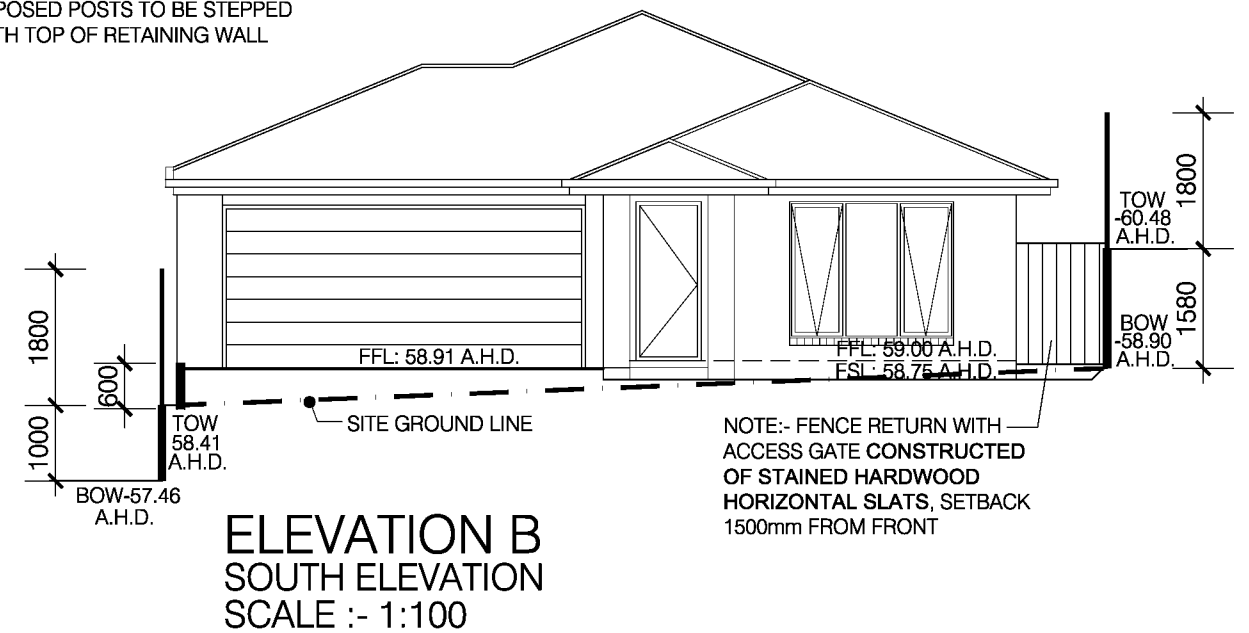 POSED POSTS TO BE STEPPED
TH TOP OF RETAINING WALL
1800
TOW
-60.48
A.H.D.
1580
BOW
-58.90
A.H.D.
1800
600
1000
FFL: 58.91 A.H.D.
FFL: 59.00 A.H.D.
FSL: 58.75 A.H.D.
TOW
58.41
A.H.D.
SITE GROUND LINE
BOW-57.46
A.H.D.
NOTE:- FENCE RETURN WITH
ACCESS GATE CONSTRUCTED
OF STAINED HARDWOOD
HORIZONTAL SLATS, SETBACK
1500mm FROM FRONT
ELEVATION B
SOUTH ELEVATION
SCALE :- 1:100